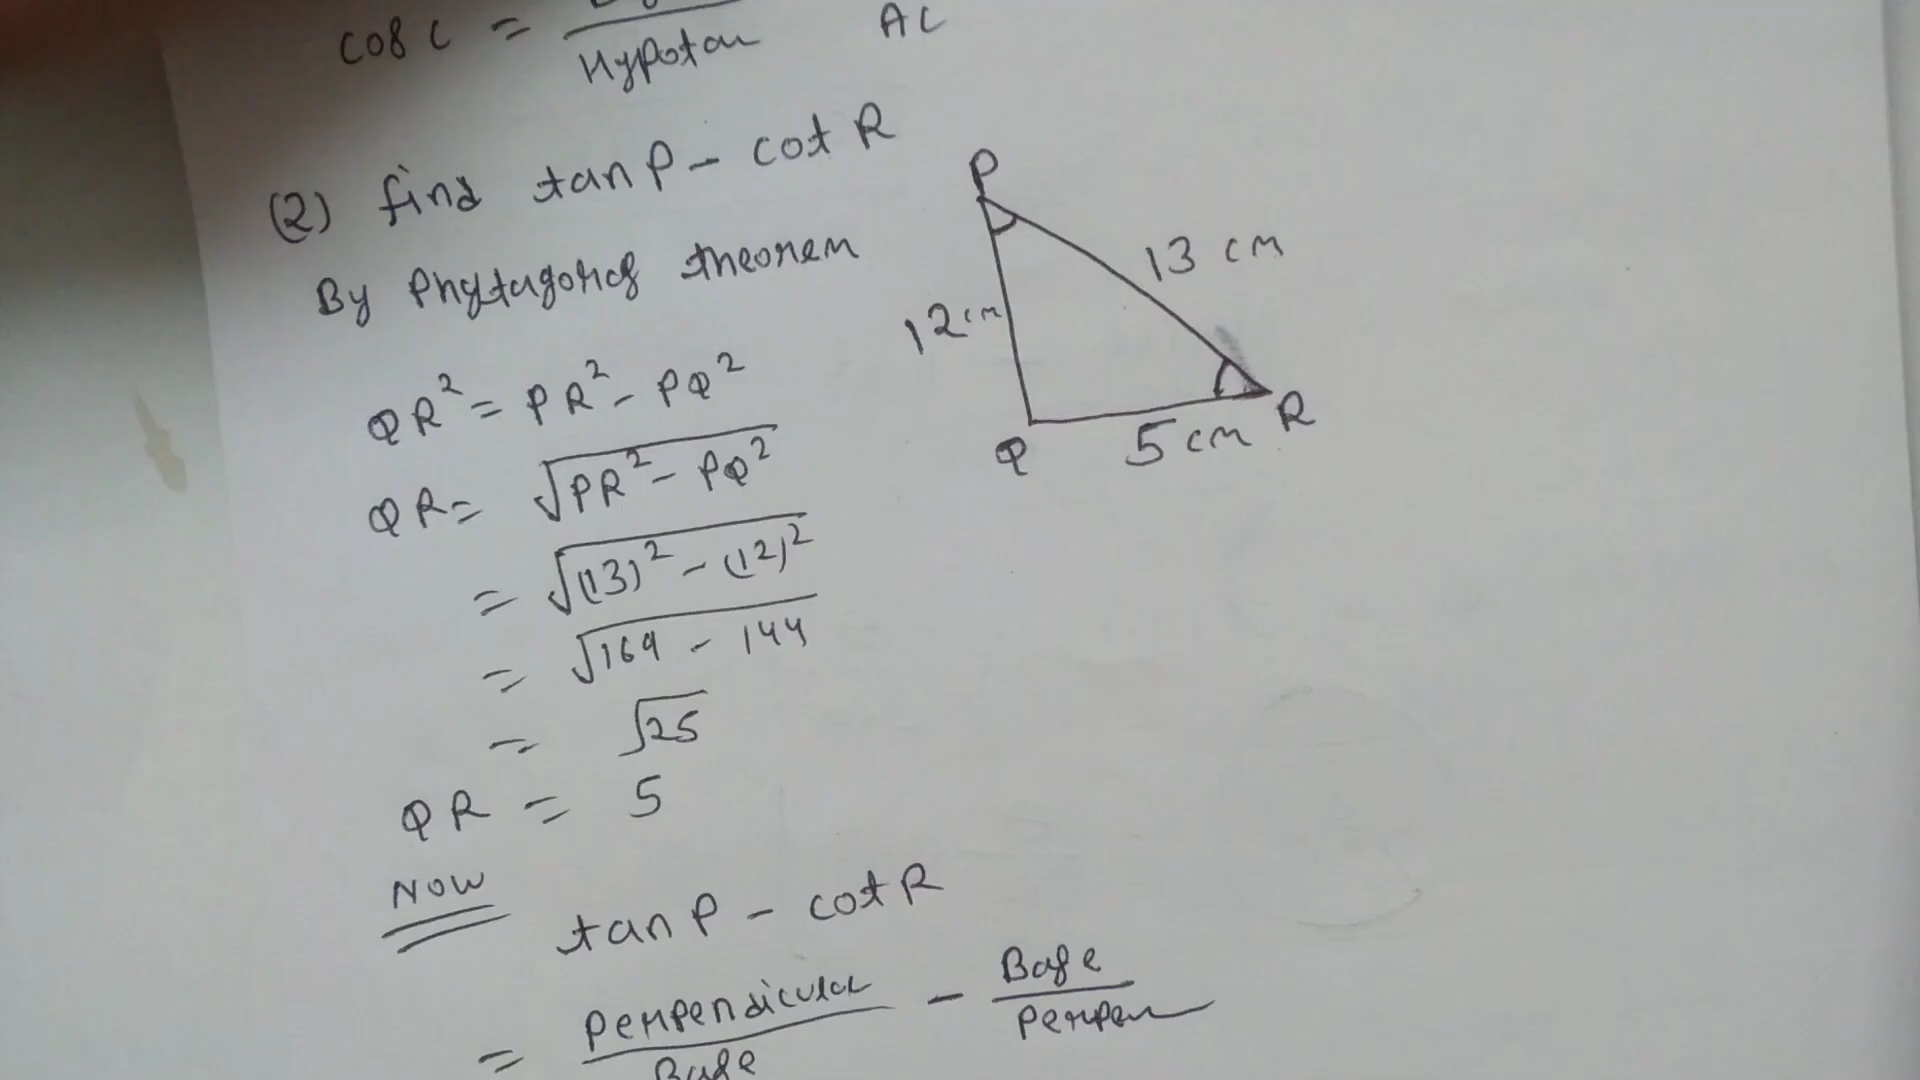 cos c =
Hypoten
AC
(2) find tan P - cot R
By Phytagores theorem
QR² = PR² - PQ²
QR = √PR² - PQ²
= √(13)² - (12)²
= √169 - 144
= √25
QR = 5
Now
tan P - cot R
= Perpendicular/Base - Base/Perpen
P
13 cm
12 cm
Q
5 cm
R